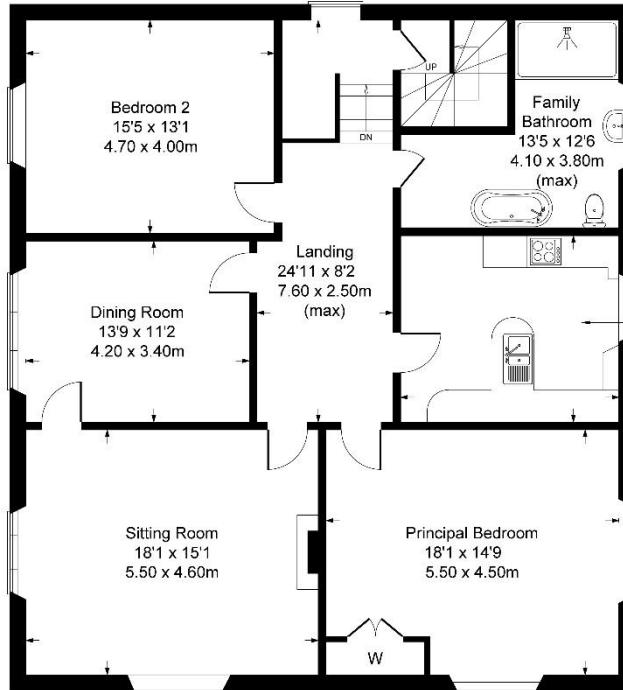 Bedroom 2
15'5 x 13'1
4.70 x 4.00m
UP
DN
Family
Bathroom
13'5 x 12'6
4.10 x 3.80m
(max)
Landing
24'11 x 8'2
7.60 x 2.50m
(max)
Dining Room
13'9 x 11'2
4.20 x 3.40m
Sitting Room
18'1 x 15'1
5.50 x 4.60m
Principal Bedroom
18'1 x 14'9
5.50 x 4.50m
W